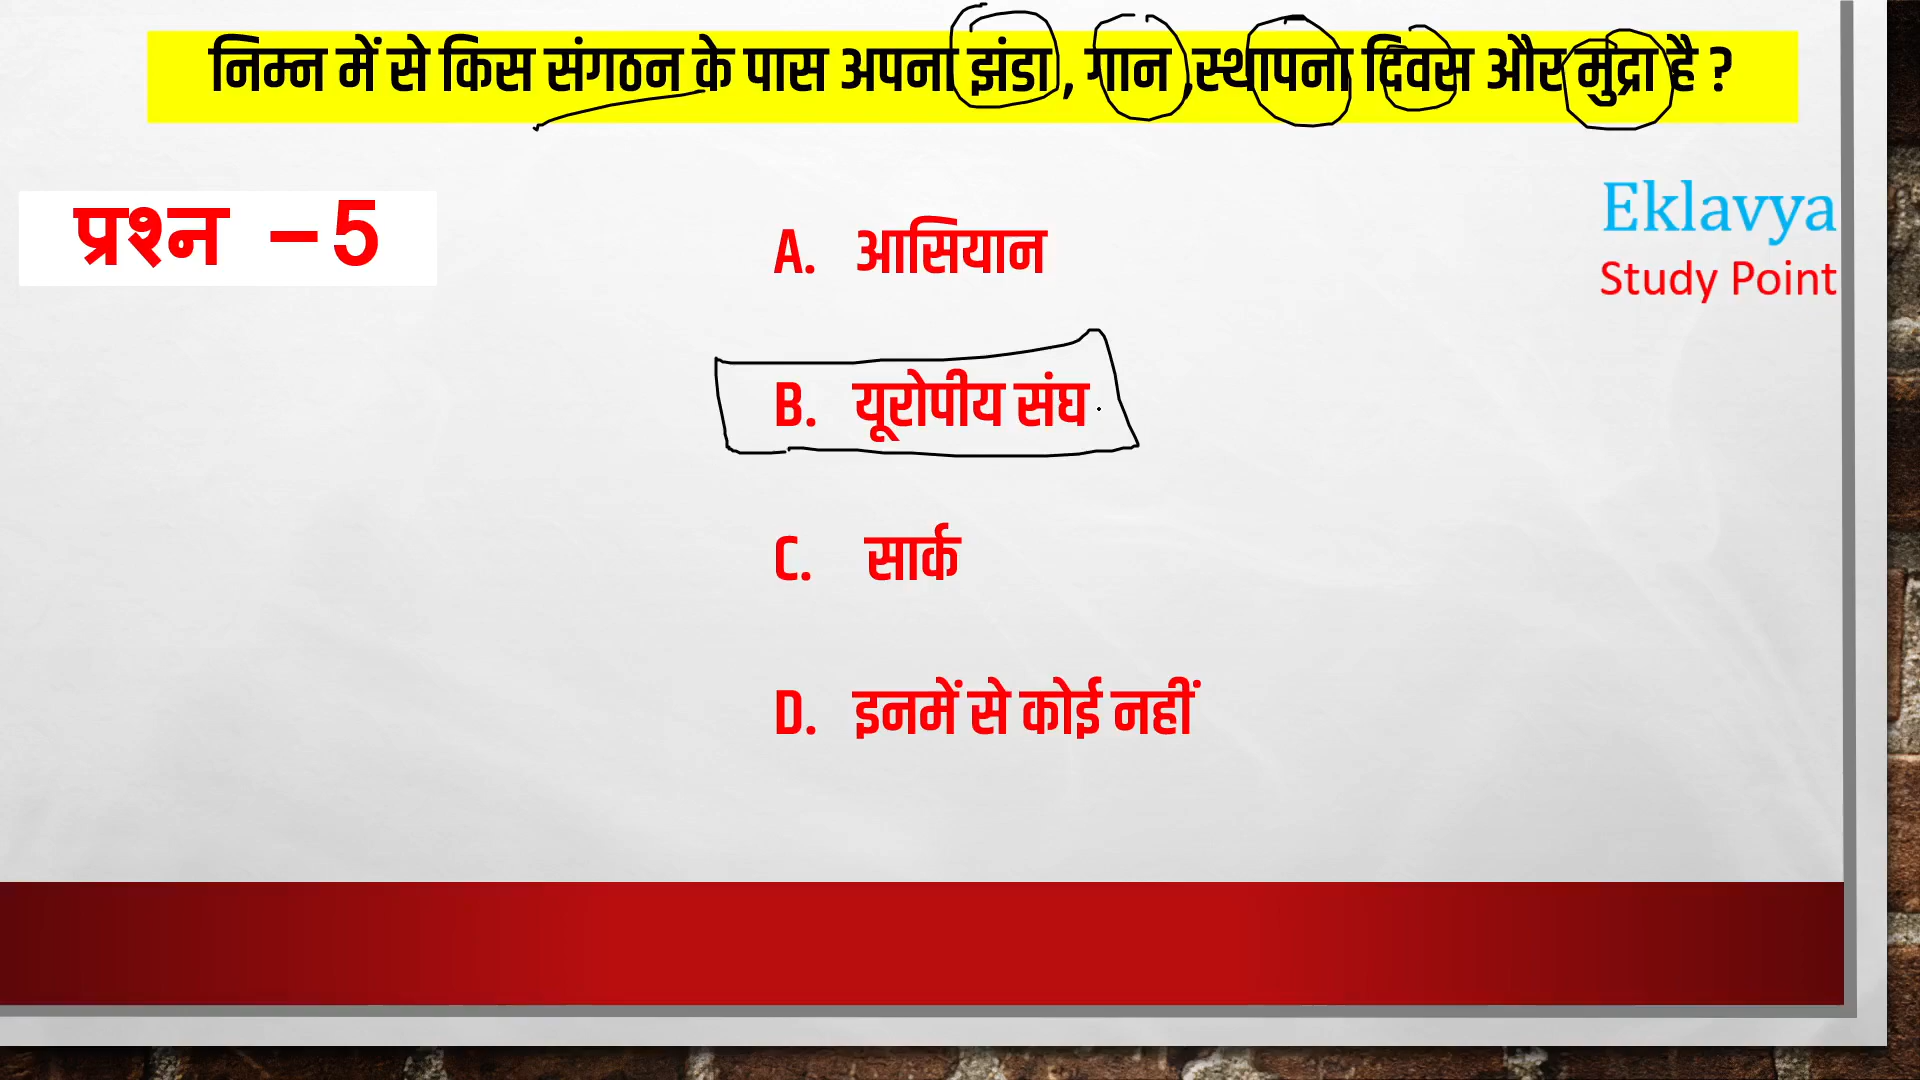 निम्न में से किस संगठन के पास अपना झंडा , गान ,स्थापना दिवस और मुंद्रा है ?
प्रश्न – 5
Eklavya
Study Point
A. आसियान
B. यूरोपीय संघ
C. सार्क
D. इनमें से कोई नहीं